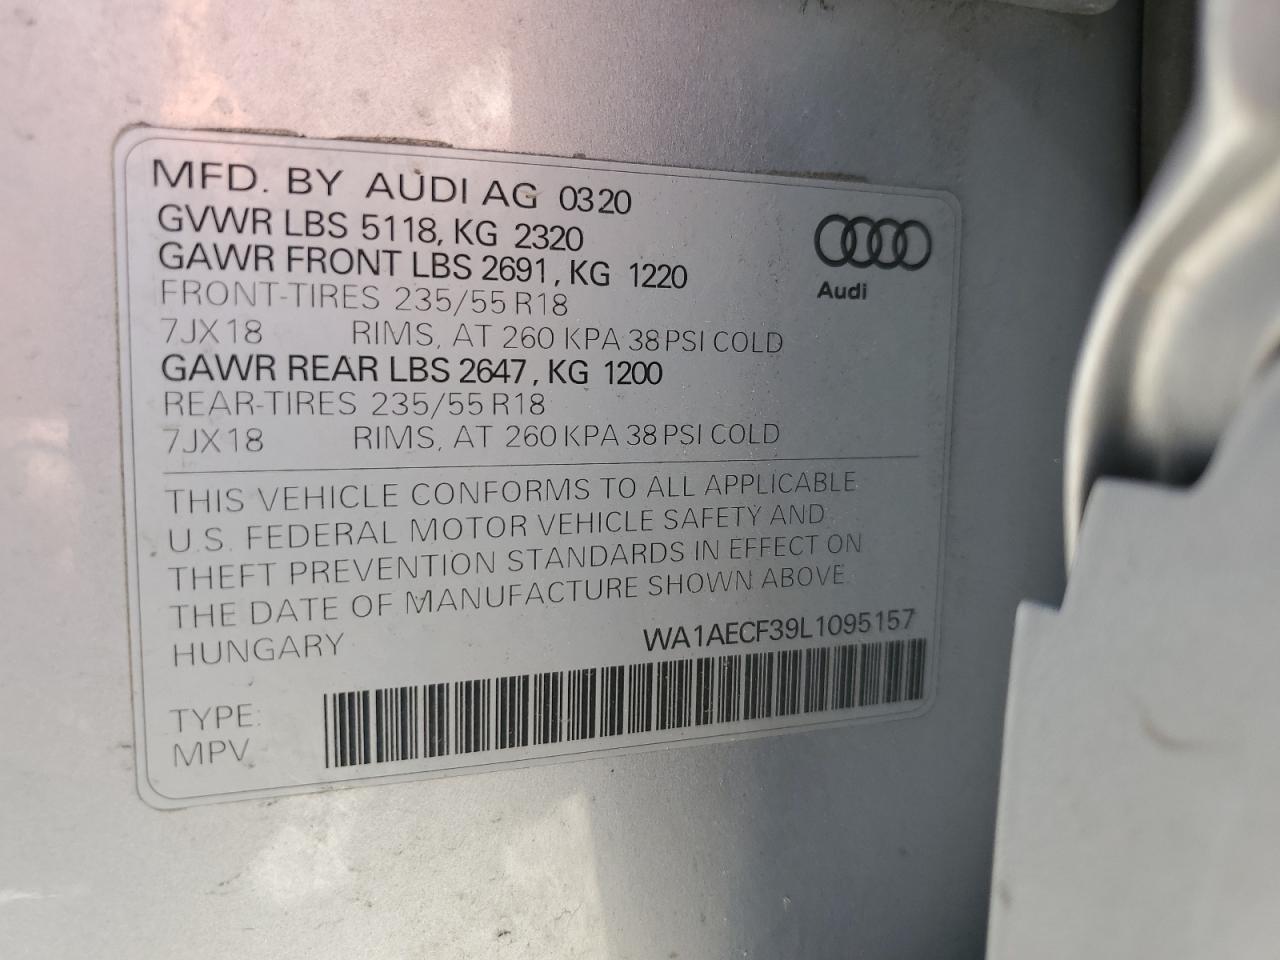 MFD. BY AUDI AG 0320
GVWR LBS 5118, KG 2320
GAWR FRONT LBS 2691, KG 1220
FRONT-TIRES 235/55 R18
7JX18 RIMS, AT 260 KPA 38 PSI COLD
GAWR REAR LBS 2647, KG 1200
REAR-TIRES 235/55 R18
7JX18 RIMS, AT 260 KPA 38 PSI COLD
Audi
THIS VEHICLE CONFORMS TO ALL APPLICABLE
U.S. FEDERAL MOTOR VEHICLE SAFETY AND
THEFT PREVENTION STANDARDS IN EFFECT ON
THE DATE OF MANUFACTURE SHOWN ABOVE.
HUNGARY WA1AECF39L1095157
TYPE:
MPV